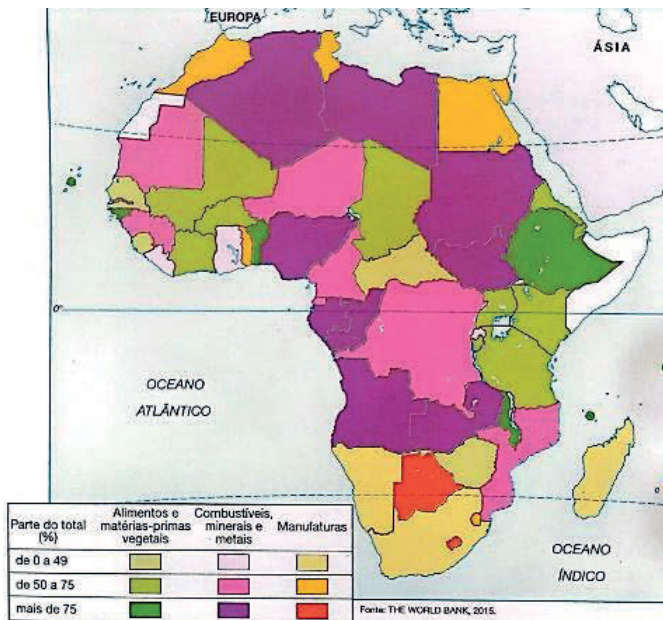 EUROPA
ÁSIA
0°
OCEANO
ATLÂNTICO
OCEANO
ÍNDICO
Parte do total
(%)
Alimentos e
matérias-primas
vegetais
Combustíveis,
minerais e
metais
Manufaturas
de 0 a 49
de 50 a 75
mais de 75
Fonte: THE WORLD BANK, 2015.